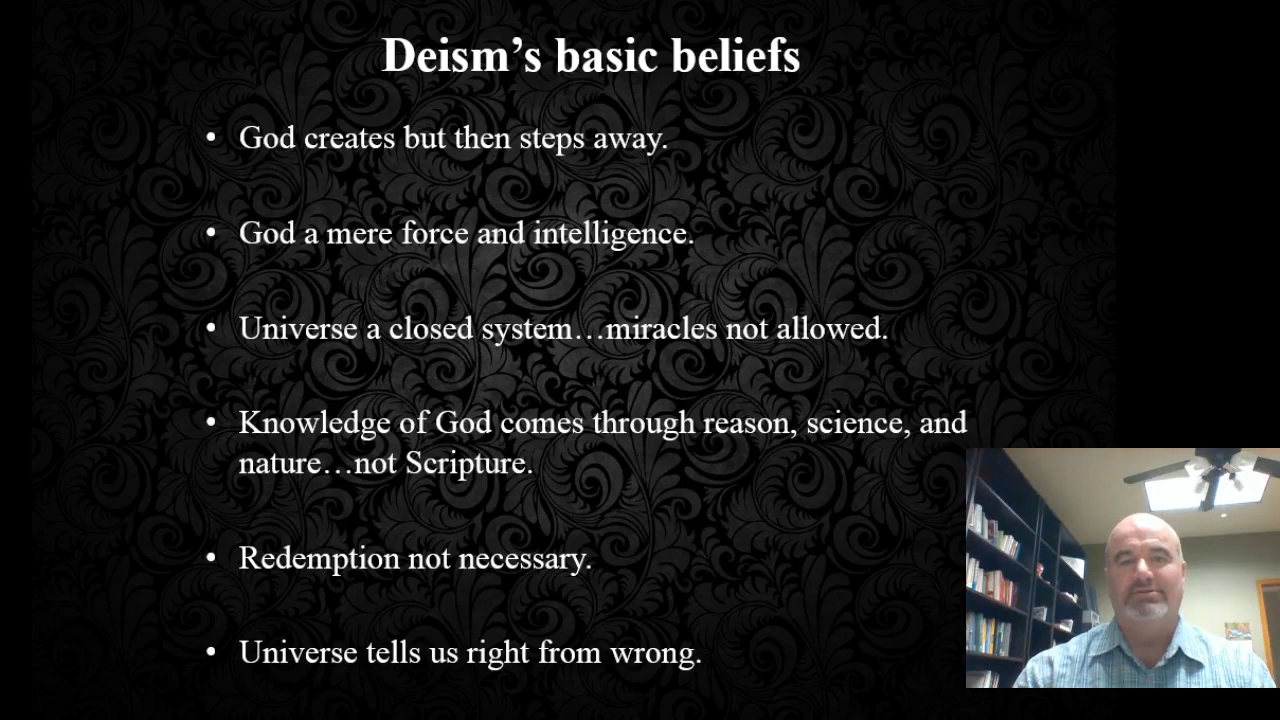 Deism’s basic beliefs
• God creates but then steps away.
• God a mere force and intelligence.
• Universe a closed system…miracles not allowed.
• Knowledge of God comes through reason, science, and
nature…not Scripture.
• Redemption not necessary.
• Universe tells us right from wrong.